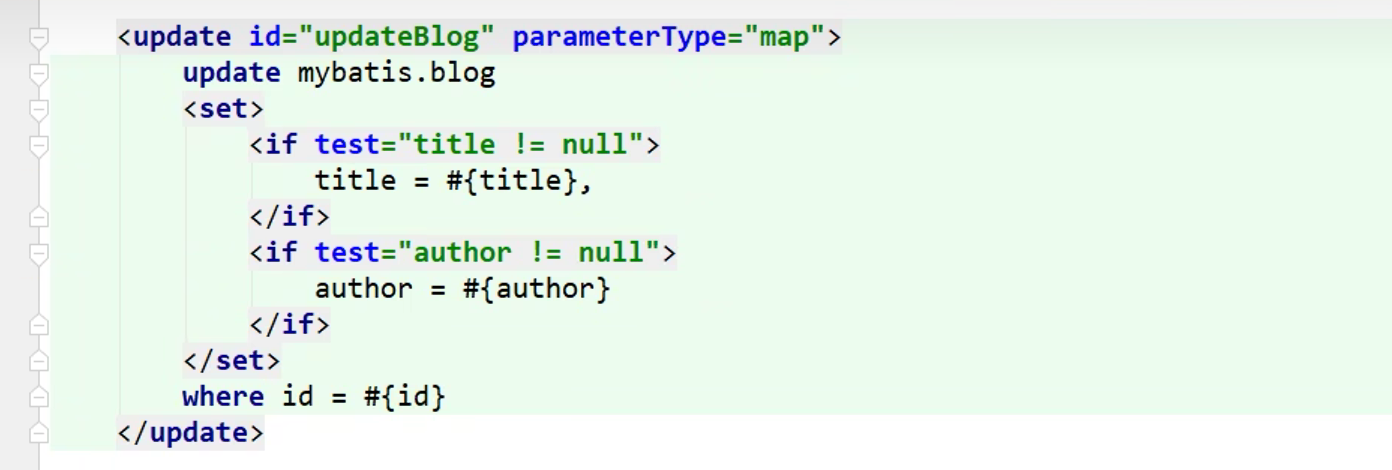 <update id="updateBlog" parameterType="map">
update mybatis.blog
<set>
<if test="title != null">
title = #{title},
</if>
<if test="author != null">
author = #{author}
</if>
</set>
where id = #{id}
</update>